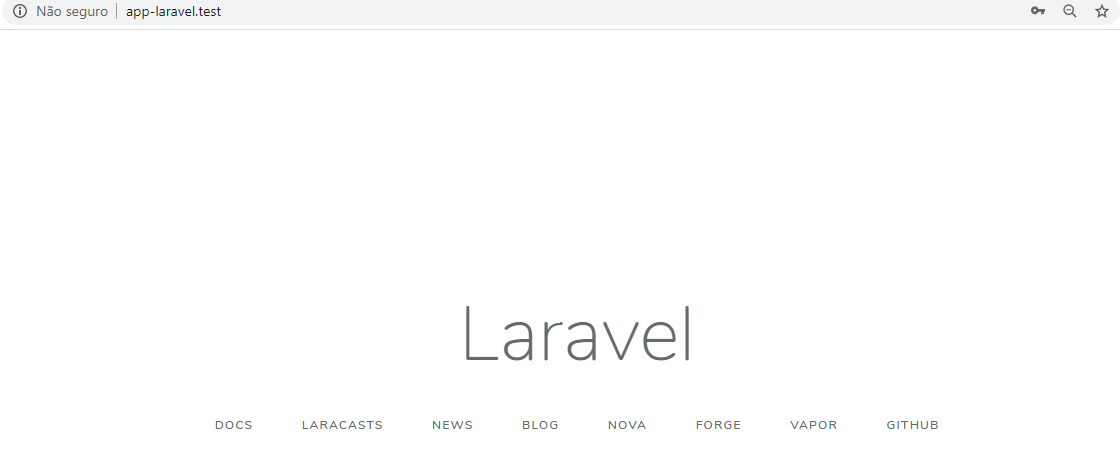 Não seguro | app-laravel.test
Laravel
DOCS LARACASTS NEWS BLOG NOVA FORGE VAPOR GITHUB